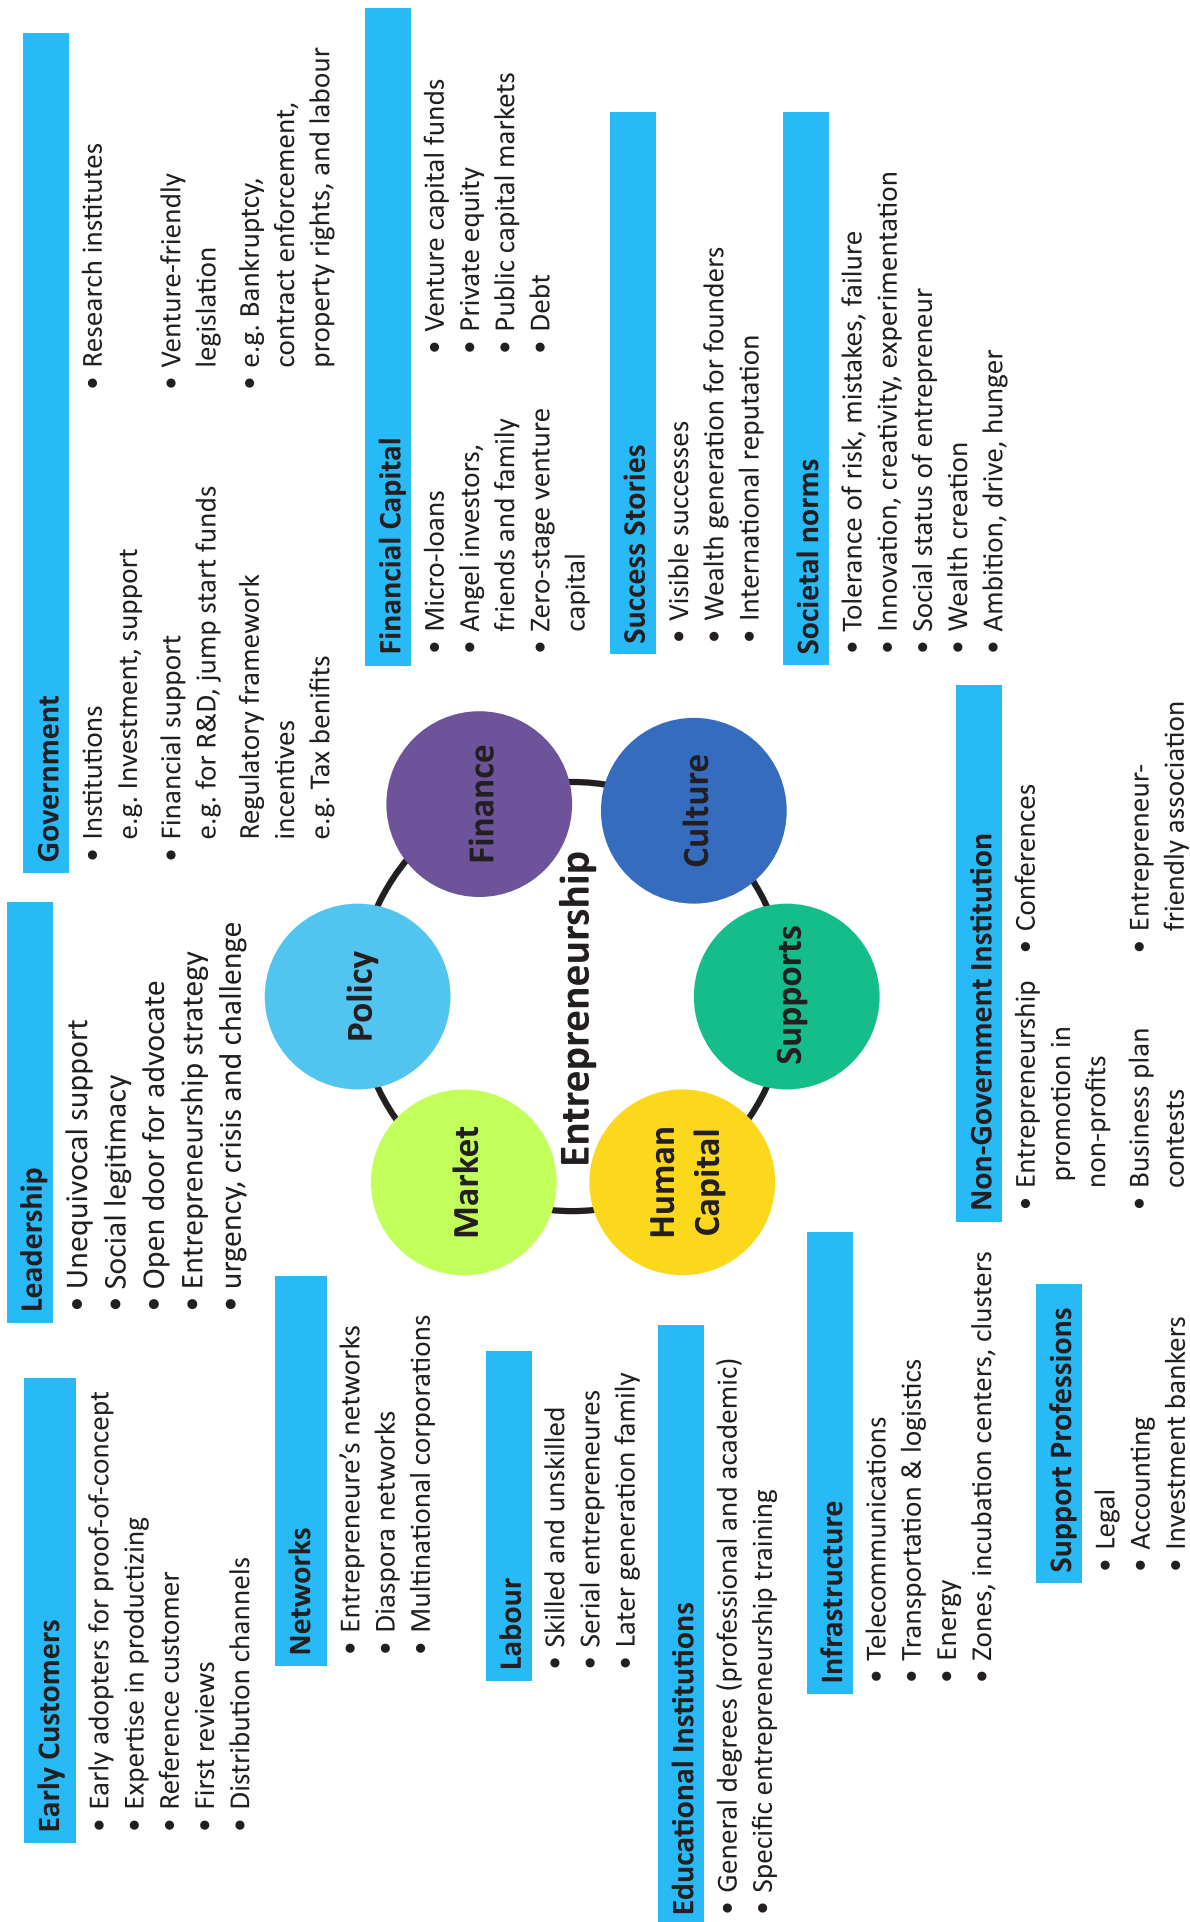 Early Customers
• Early adopters for proof-of-concept
• Expertise in productizing
• Reference customer
• First reviews
• Distribution channels
Leadership
• Unequivocal support
• Social legitimacy
• Open door for advocate
• Entrepreneurship strategy
• urgency, crisis and challenge
Government
• Institutions
e.g. Investment, support
• Financial support
e.g. for R&D, jump start funds
Regulatory framework
incentives
e.g. Tax benifits
• Research institutes
• Venture-friendly
legislation
• e.g. Bankruptcy,
contract enforcement,
property rights, and labour
Networks
• Entrepreneure's networks
• Diaspora networks
• Multinational corporations
Policy
Market
Finance
Entrepreneurship
Human
Capital
Culture
Supports
Financial Capital
• Micro-loans
• Angel investors,
friends and family
• Zero-stage venture
capital
• Venture capital funds
• Private equity
• Public capital markets
• Debt
Labour
• Skilled and unskilled
• Serial entrepreneures
• Later generation family
Success Stories
• Visible successes
• Wealth generation for founders
• International reputation
Educational Institutions
• General degrees (professional and academic)
• Specific entrepreneurship training
Societal norms
• Tolerance of risk, mistakes, failure
• Innovation, creativity, experimentation
• Social status of entrepreneur
• Wealth creation
• Ambition, drive, hunger
Infrastructure
• Telecommunications
• Transportation & logistics
• Energy
• Zones, incubation centers, clusters
Non-Government Institution
• Entrepreneurship
promotion in
non-profits
• Business plan
contests
• Conferences
• Entrepreneur-
friendly association
Support Professions
• Legal
• Accounting
• Investment bankers